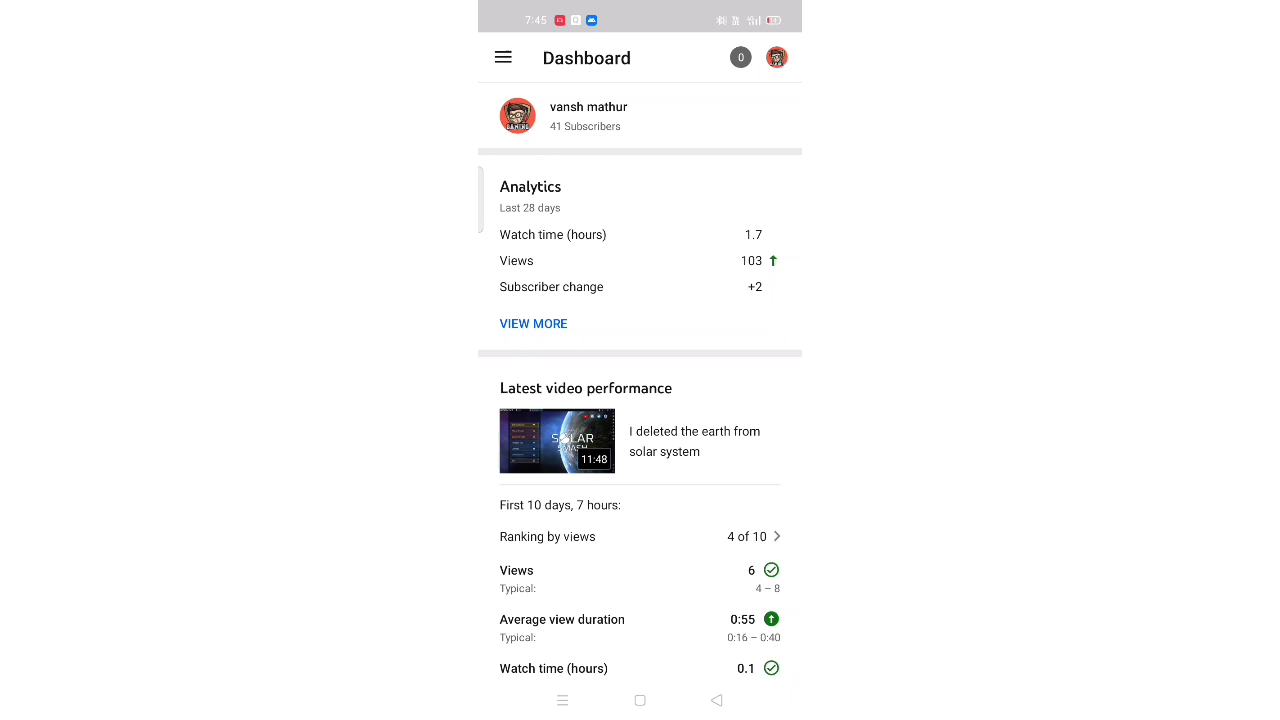 7:45
Dashboard
0
GAMING
vansh mathur
41 Subscribers
Analytics
Last 28 days
Watch time (hours) 1.7
Views 103
Subscriber change +2
VIEW MORE
Latest video performance
SOLAR
SMASH
11:48
I deleted the earth from
solar system
First 10 days, 7 hours:
Ranking by views 4 of 10
Views 6
Typical: 4 – 8
Average view duration 0:55
Typical: 0:16 – 0:40
Watch time (hours) 0.1